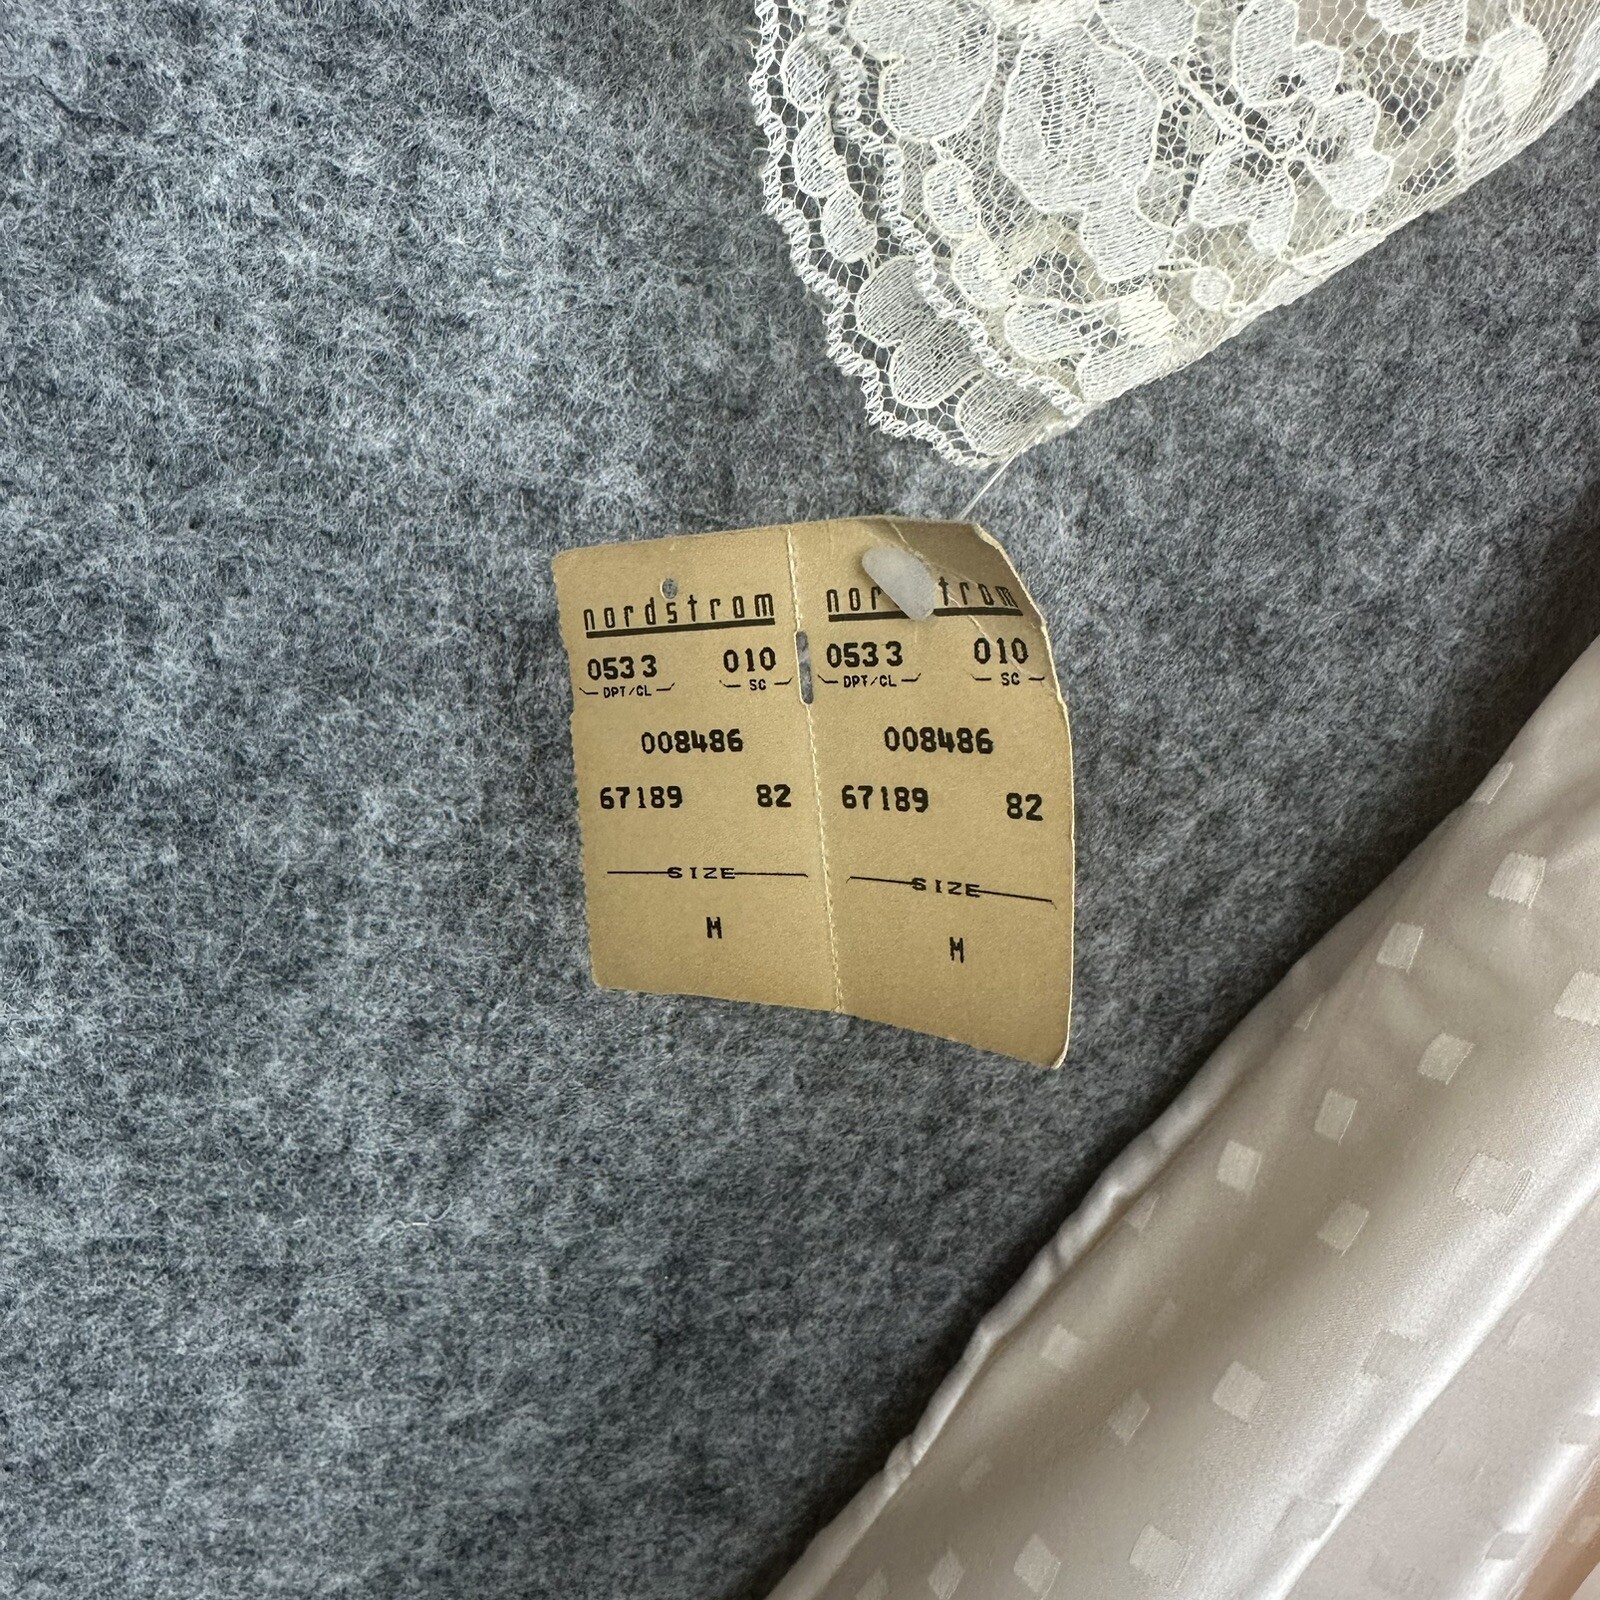 nordstrom
0533 010
DPT/CL SC
008486
67189 82
SIZE
M
nor trom
0533 010
DPT/CL SC
008486
67189 82
SIZE
M